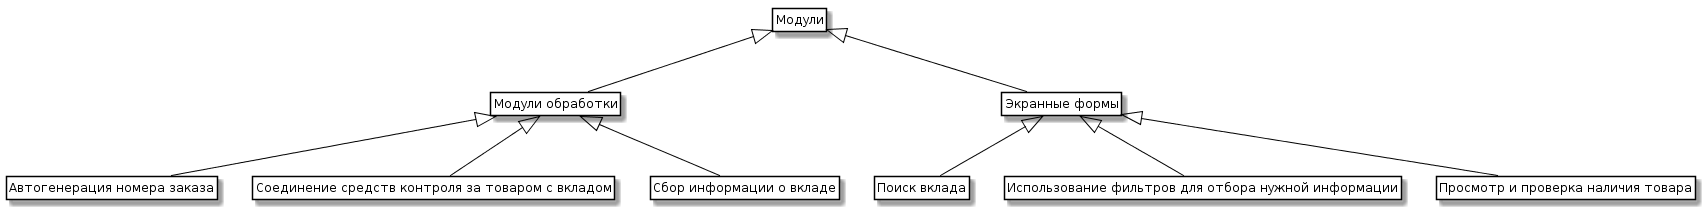 Модули
Модули обработки
Экранные формы
Автогенерация номера заказа
Соединение средств контроля за товаром с вкладом
Сбор информации о вкладе
Поиск вклада
Использование фильтров для отбора нужной информации
Просмотр и проверка наличия товара